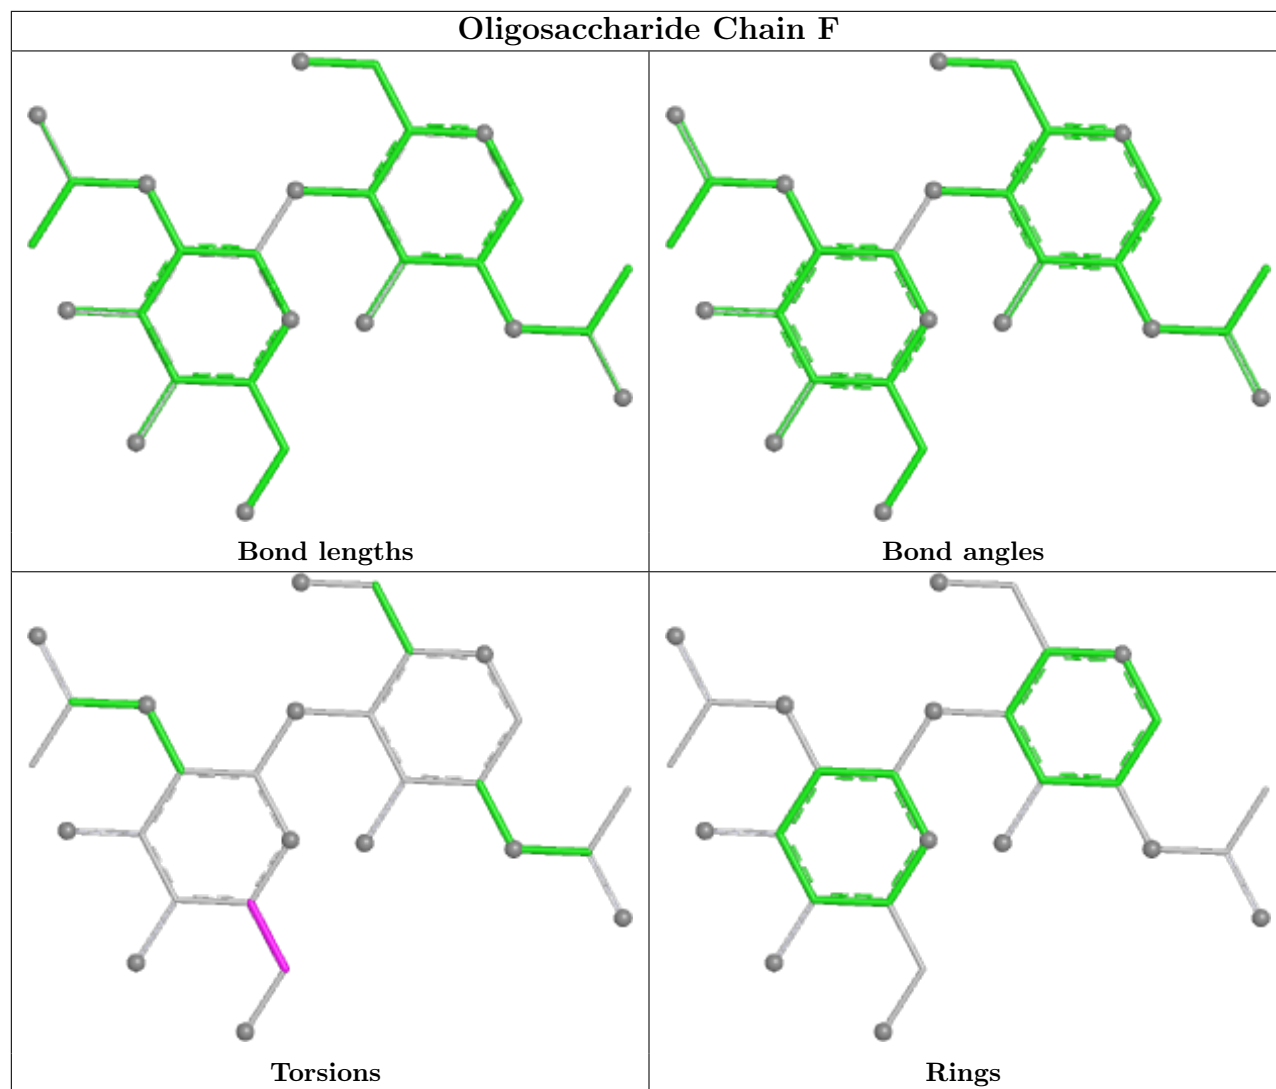 Oligosaccharide Chain F
Bond lengths
Bond angles
Torsions
Rings